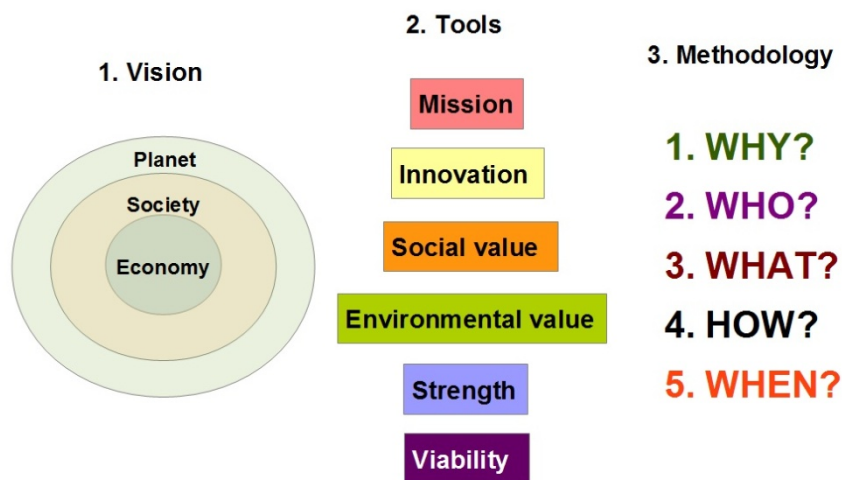 1. Vision
Planet
Society
Economy
2. Tools
Mission
Innovation
Social value
Environmental value
Strength
Viability
3. Methodology
1. WHY?
2. WHO?
3. WHAT?
4. HOW?
5. WHEN?